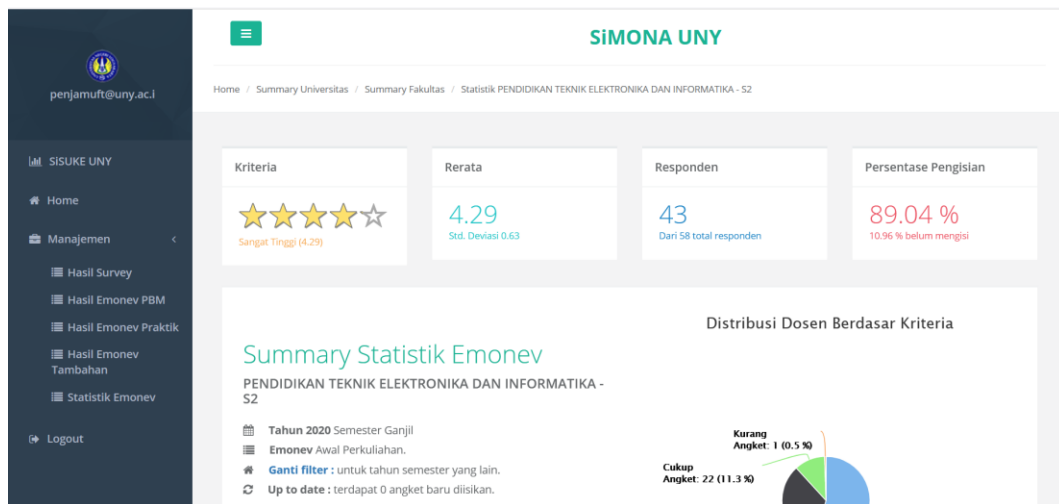 SiMONA UNY
penjamuft@uny.ac.i
Home / Summary Universitas / Summary Fakultas / Statistik PENDIDIKAN TEKNIK ELEKTRONIKA DAN INFORMATIKA - S2
SISUKE UNY
Home
Manajemen
Hasil Survey
Hasil Emonev PBM
Hasil Emonev Praktik
Hasil Emonev
Tambahan
Statistik Emonev
Logout
Kriteria
Sangat Tinggi (4.29)
Rerata
4.29
Std. Deviasi 0.63
Responden
43
Dari 58 total responden
Persentase Pengisian
89.04 %
10.96 % belum mengisi
Summary Statistik Emonev
PENDIDIKAN TEKNIK ELEKTRONIKA DAN INFORMATIKA -
S2
Tahun 2020 Semester Ganjil
Emonev Awal Perkuliahan.
Ganti filter : untuk tahun semester yang lain.
Up to date : terdapat 0 angket baru diisikan.
Distribusi Dosen Berdasar Kriteria
Kurang
Angket: 1 (0.5 %)
Cukup
Angket: 22 (11.3 %)